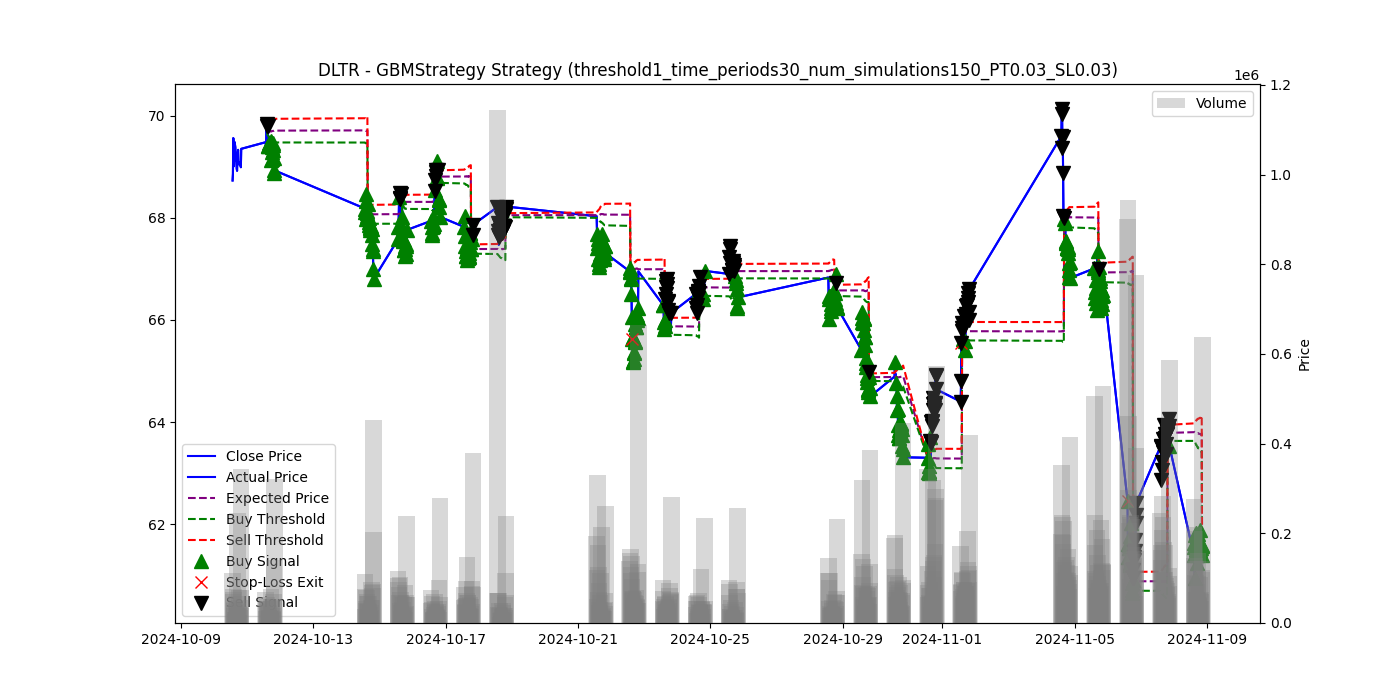 DLTR - GBMStrategy Strategy (threshold1_time_periods30_num_simulations150_PT0.03_SL0.03)
1e6
70
68
66
64
62
1.2
1.0
0.8
0.6
0.4
0.2
0.0
Price
Volume
Close Price
Actual Price
Expected Price
Buy Threshold
Sell Threshold
Buy Signal
Stop-Loss Exit
Sell Signal
2024-10-09
2024-10-13
2024-10-17
2024-10-21
2024-10-25
2024-10-29
2024-11-01
2024-11-05
2024-11-09